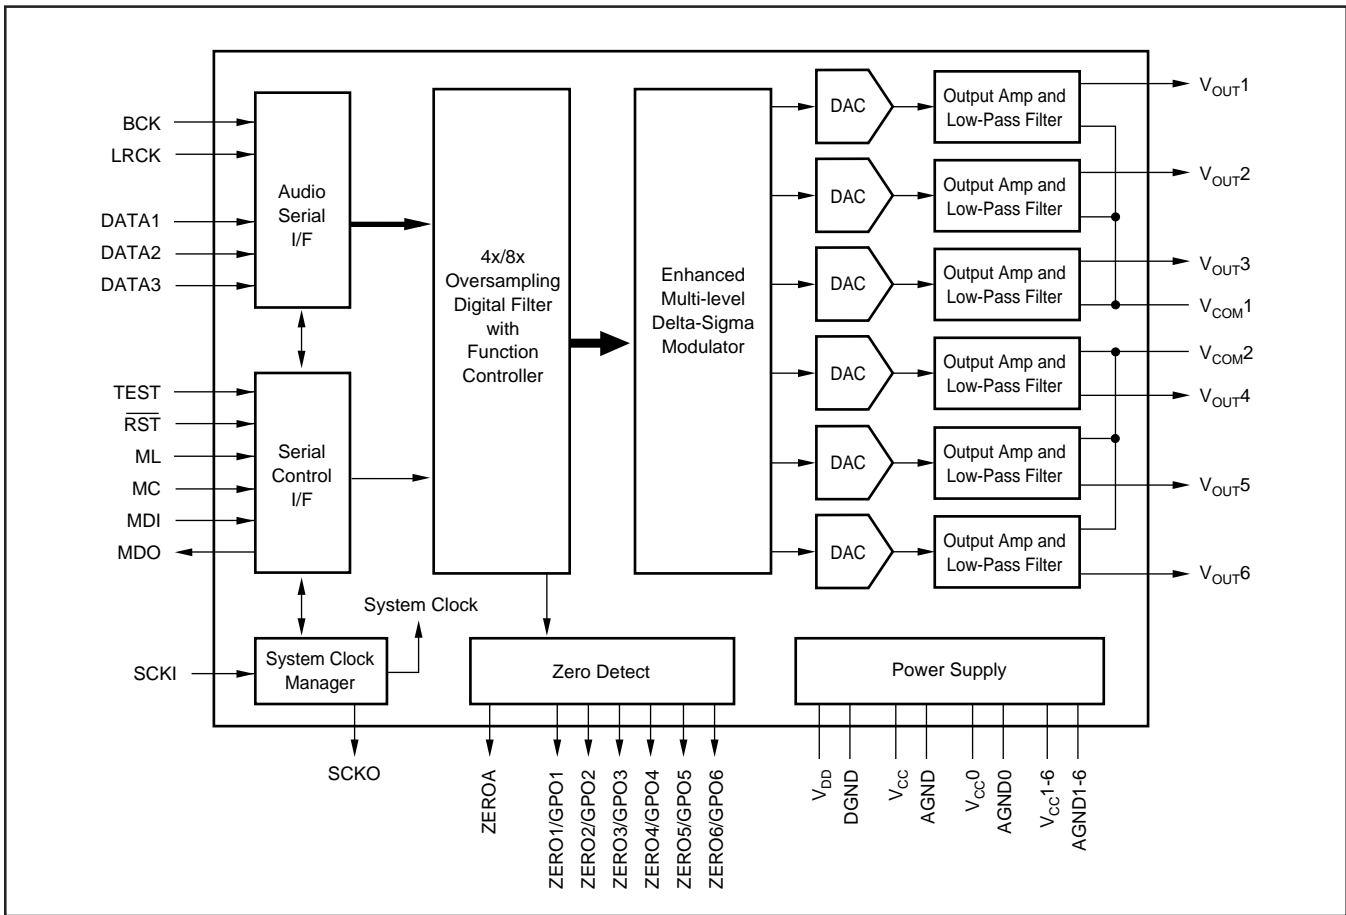 BCK
LRCK
DATA1
DATA2
DATA3
TEST
RST
ML
MC
MDI
MDO
SCKI
Audio
Serial
I/F
Serial
Control
I/F
System Clock
Manager
System Clock
SCKO
4x/8x
Oversampling
Digital Filter
with
Function
Controller
Enhanced
Multi-level
Delta-Sigma
Modulator
DAC
Output Amp and
Low-Pass Filter
VOUT1
DAC
Output Amp and
Low-Pass Filter
VOUT2
DAC
Output Amp and
Low-Pass Filter
VOUT3
VCOM1
DAC
Output Amp and
Low-Pass Filter
VCOM2
VOUT4
DAC
Output Amp and
Low-Pass Filter
VOUT5
DAC
Output Amp and
Low-Pass Filter
VOUT6
Zero Detect
ZEROA
ZERO1/GPO1
ZERO2/GPO2
ZERO3/GPO3
ZERO4/GPO4
ZERO5/GPO5
ZERO6/GPO6
Power Supply
VDD
DGND
VCC
AGND
VCC0
AGND0
VCC1-6
AGND1-6